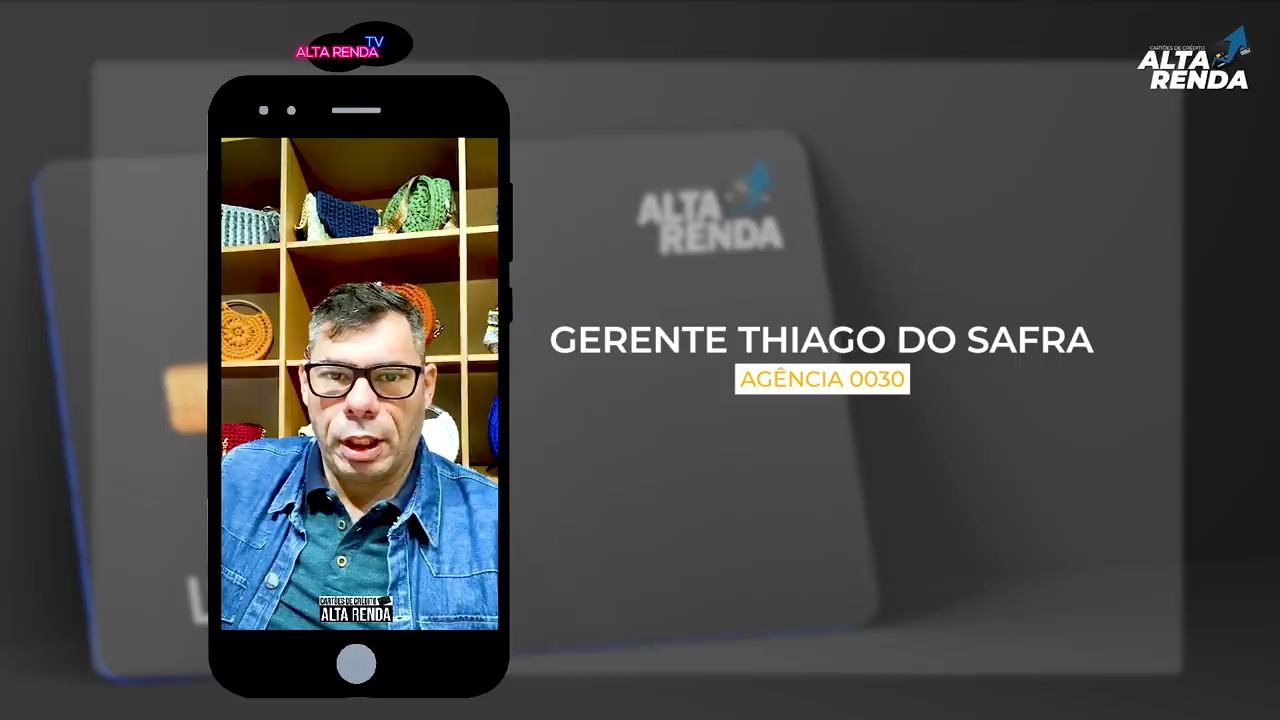 ALTA RENDA TV
CARTÕES DE CRÉDITO
ALTA
RENDA
ALTA
RENDA
GERENTE THIAGO DO SAFRA
AGÊNCIA 0030
L
CARTÕES DE CRÉDITO
ALTA RENDA